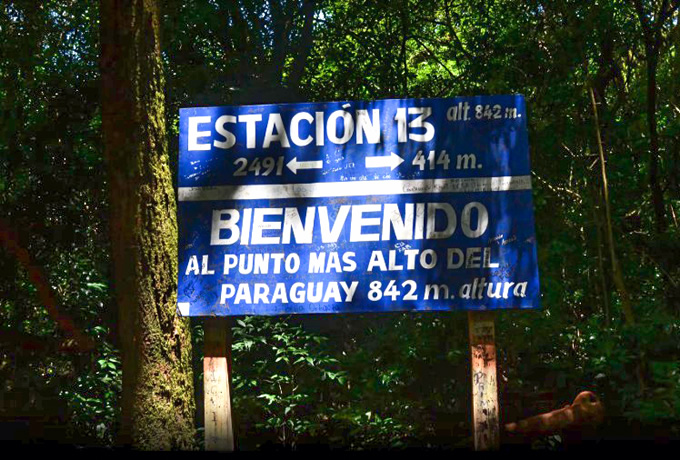 ESTACIÓN 13 alt. 842 m.
2491 ← → 414 m.
BIENVENIDO
AL PUNTO MAS ALTO DEL
PARAGUAY 842 m. altura